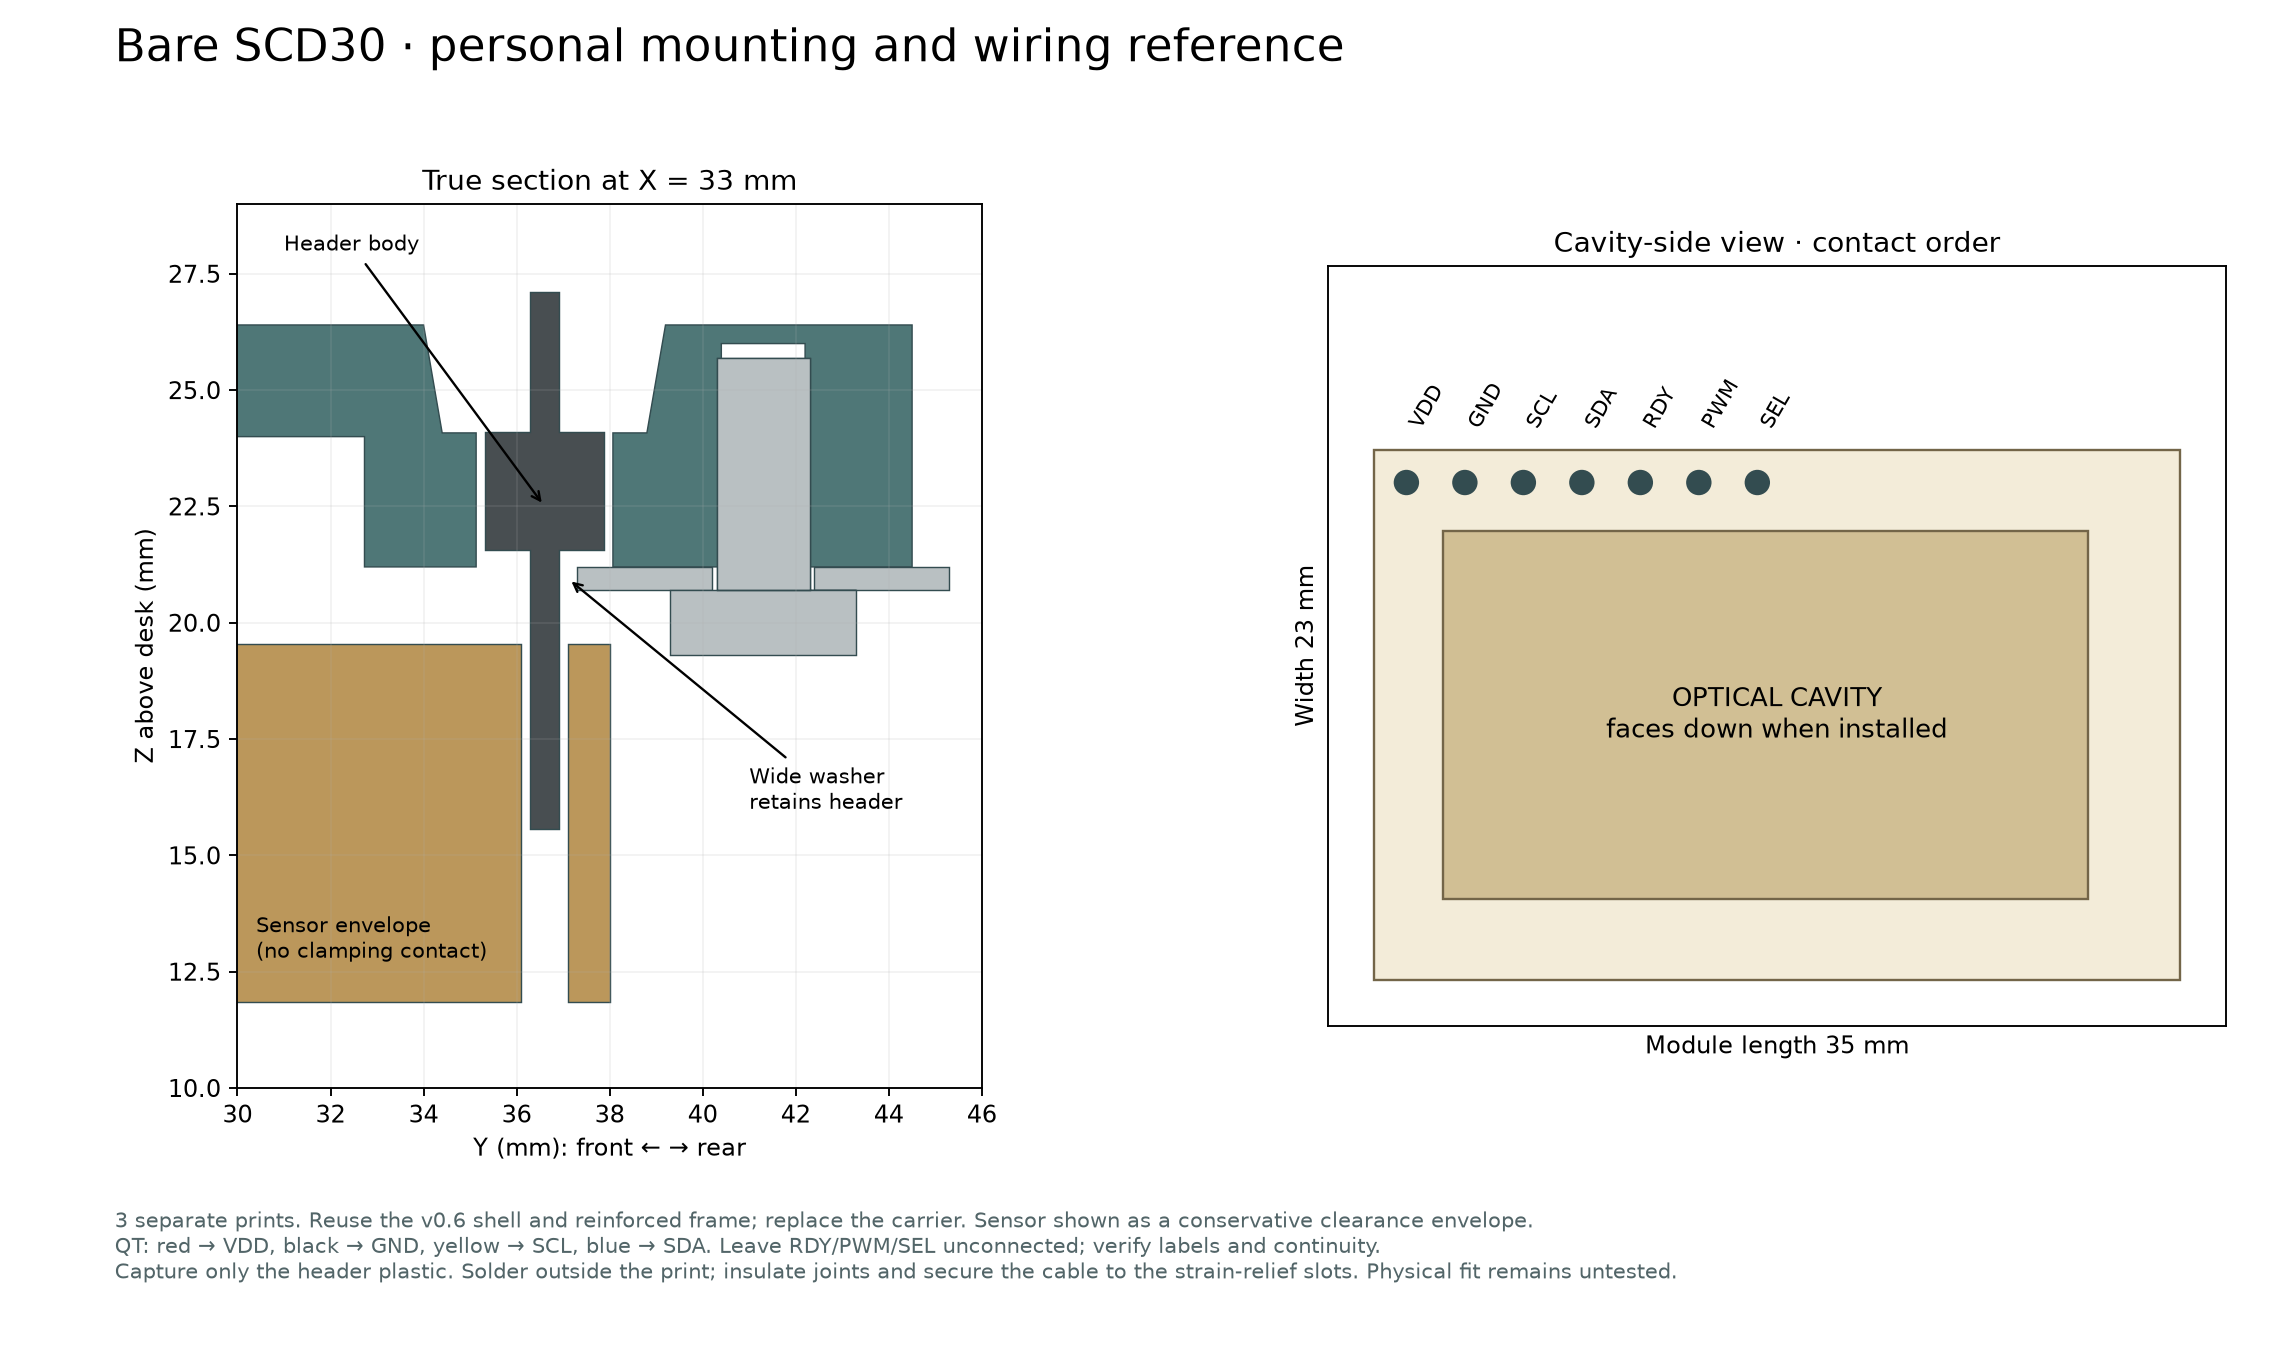 Bare SCD30 · personal mounting and wiring reference
True section at X = 33 mm
Header body
27.5
25.0
22.5
20.0
17.5
15.0
12.5
10.0
Z above desk (mm)
Wide washer
retains header
Sensor envelope
(no clamping contact)
30 32 34 36 38 40 42 44 46
Y (mm): front ← → rear
Cavity-side view · contact order
VDD GND SCL SDA RDY PWM SEL
Width 23 mm
OPTICAL CAVITY
faces down when installed
Module length 35 mm
3 separate prints. Reuse the v0.6 shell and reinforced frame; replace the carrier. Sensor shown as a conservative clearance envelope.
QT: red → VDD, black → GND, yellow → SCL, blue → SDA. Leave RDY/PWM/SEL unconnected; verify labels and continuity.
Capture only the header plastic. Solder outside the print; insulate joints and secure the cable to the strain-relief slots. Physical fit remains untested.